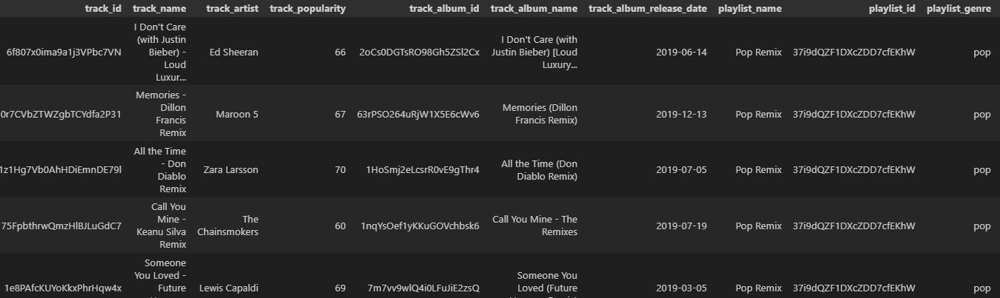 track_id track_name track_artist track_popularity track_album_id track_album_name track_album_release_date playlist_name playlist_id playlist_genre
I Don't Care
(with Justin
Bieber) -
Loud
Luxur...
6f807x0ima9a1j3VPbc7VN Ed Sheeran 66 2oCs0DGTsRO98Gh5ZSl2Cx
I Don't Care (with
Justin Bieber) [Loud
Luxury...
2019-06-14 Pop Remix 37i9dQZF1DXcZDD7cfEKhW pop
Memories -
Dillon
Francis
Remix
0r7CVbZTWZgbTCYdfa2P31 Maroon 5 67 63rPSO264uRjW1X5E6cWv6
Memories (Dillon
Francis Remix)
2019-12-13 Pop Remix 37i9dQZF1DXcZDD7cfEKhW pop
All the Time
- Don
Diablo
Remix
1z1Hg7Vb0AhHDiEmnDE79l Zara Larsson 70 1HoSmj2eLcsrR0vE9gThr4
All the Time (Don
Diablo Remix)
2019-07-05 Pop Remix 37i9dQZF1DXcZDD7cfEKhW pop
Call You
Mine -
Keanu Silva
Remix
75FpbthrwQmzHlBJLuGdC7
The
Chainsmokers
60 1nqYsOef1yKKuGOVchbsk6
Call You Mine - The
Remixes
2019-07-19 Pop Remix 37i9dQZF1DXcZDD7cfEKhW pop
Someone
You Loved -
Future
1e8PAfcKUYoKkxPhrHqw4x Lewis Capaldi 69 7m7vv9wlQ4i0LFuJiE2zsQ
Someone You
Loved (Future
2019-03-05 Pop Remix 37i9dQZF1DXcZDD7cfEKhW pop